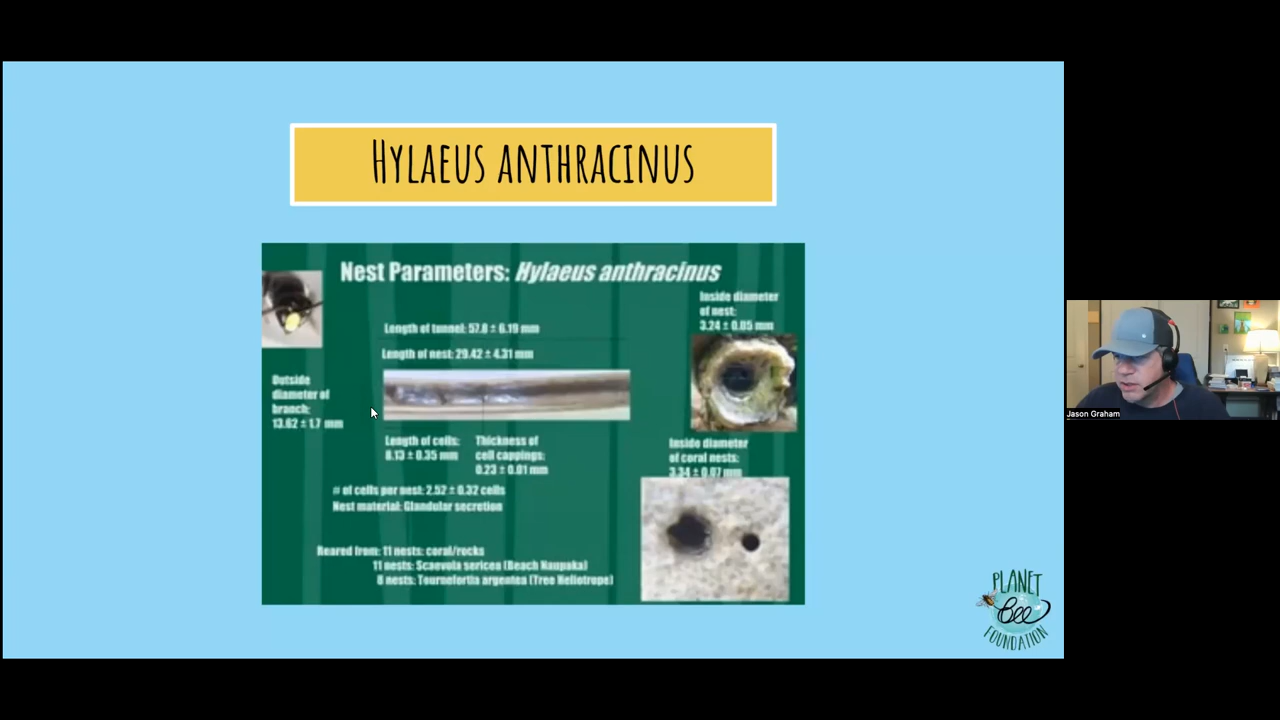 HYLAEUS ANTHRACINUS
Nest Parameters: Hylaeus anthracinus
Inside diameter
of nest:
3.24 ± 0.05 mm
Length of tunnel: 57.8 ± 6.19 mm
Length of nest: 29.42 ± 4.31 mm
Outside
diameter of
branch:
13.62 ± 1.7 mm
Length of cells:
8.13 ± 0.35 mm
Thickness of
cell cappings:
0.23 ± 0.01 mm
Inside diameter
of coral nests:
3.34 ± 0.07 mm
# of cells per nest: 2.52 ± 0.32 cells
Nest material: Glandular secretion
Reared from: 11 nests: coral/rocks
11 nests: Scaevola sericea (Beach Naupaka)
8 nests: Tournefortia argentea (Tree Heliotrope)
PLANET
Bee
FOUNDATION
Jason Graham